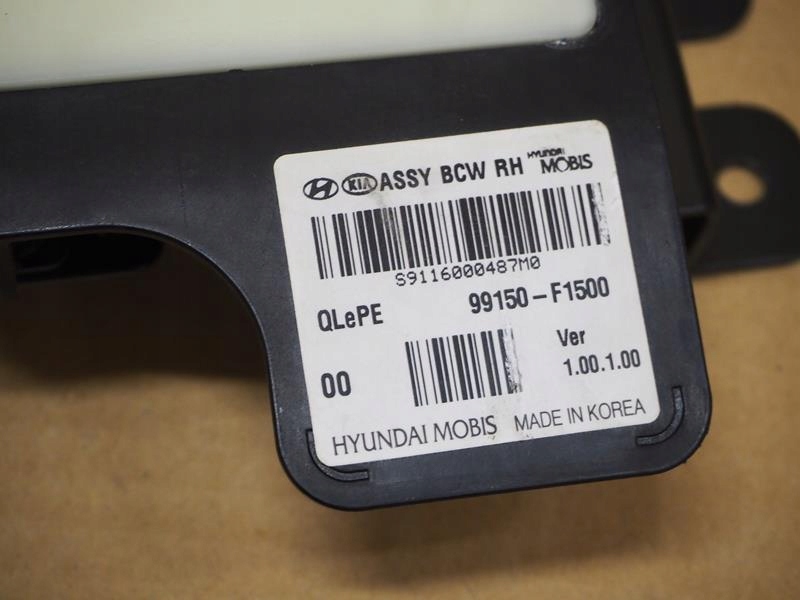 KIA ASSY BCW RH HYUNDAI MOBIS
S9116000487M0
QLePE 99150-F1500
00 Ver 1.00.1.00
HYUNDAI MOBIS MADE IN KOREA